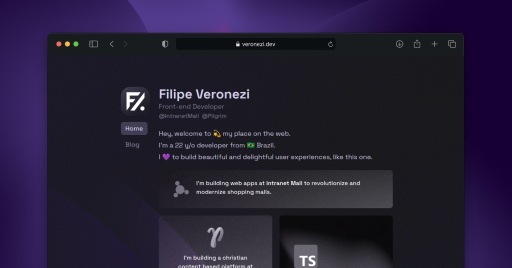 veronezi.dev
Filipe Veronezi
Front-end Developer
@IntranetMall @Pilgrim
Home
Blog
Hey, welcome to 💫 my place on the web.
I'm a 22 y/o developer from 🇧🇷 Brazil.
I 💜 to build beautiful and delightful user experiences, like this one.
I'm building web apps at Intranet Mall to revolutionize and
modernize shopping malls.
I'm building a christian
content based platform at
TS